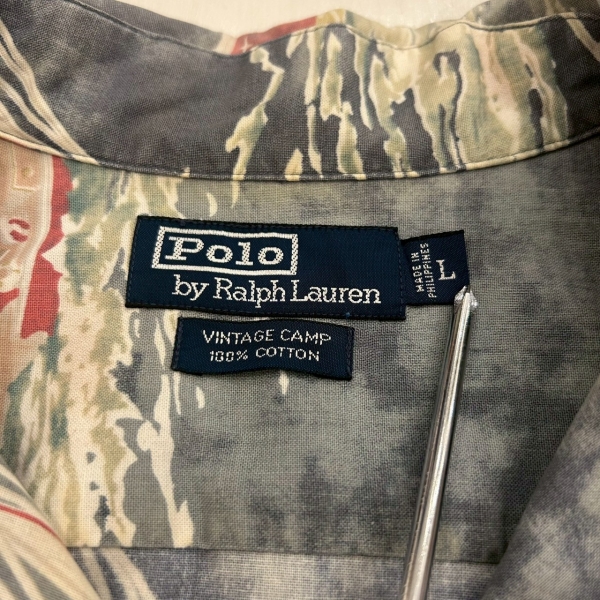 Polo
by Ralph Lauren
MADE IN
PHILIPPINES
L
VINTAGE CAMP
100% COTTON